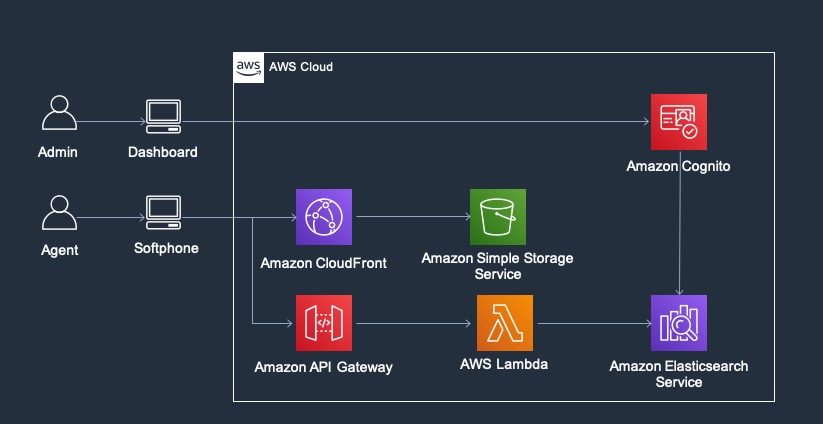 aws
AWS Cloud
Admin
Dashboard
Amazon Cognito
Agent
Softphone
Amazon CloudFront
Amazon Simple Storage
Service
</>
Amazon API Gateway
AWS Lambda
Amazon Elasticsearch
Service